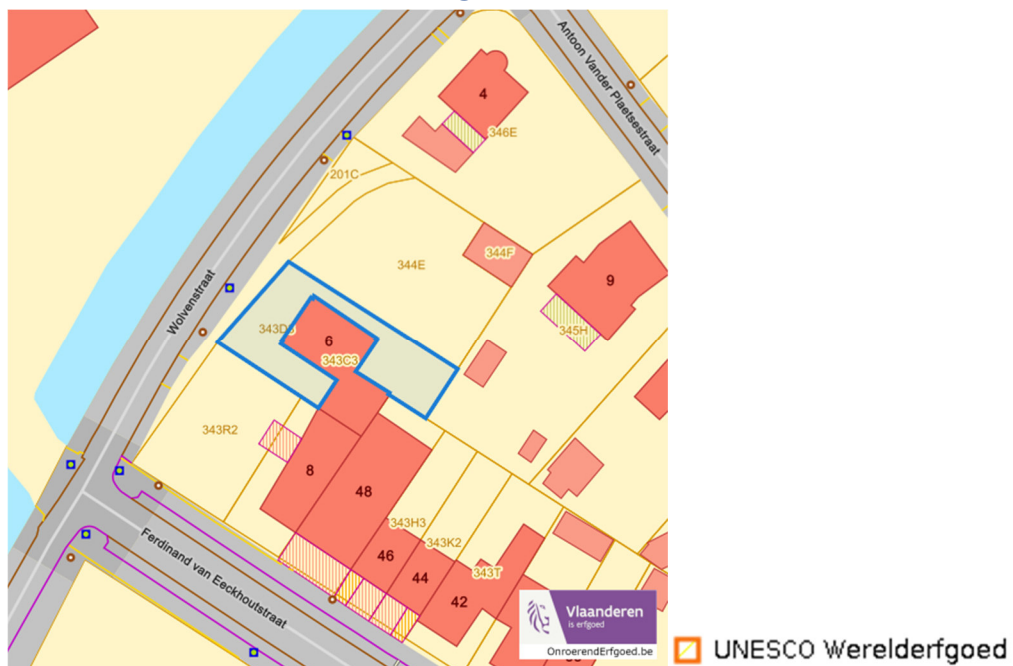 Antoon Vander Plaetsestraat
4
346E
201C
344F
344E
9
Wolvenstraat
345H
343D3
6
343C3
343R2
8
48
343H3
46
343K2
44
343T
42
Ferdinand van Eeckhoutstraat
Vlaanderen
is erfgoed
OnroerendErfgoed.be
UNESCO Werelderfgoed